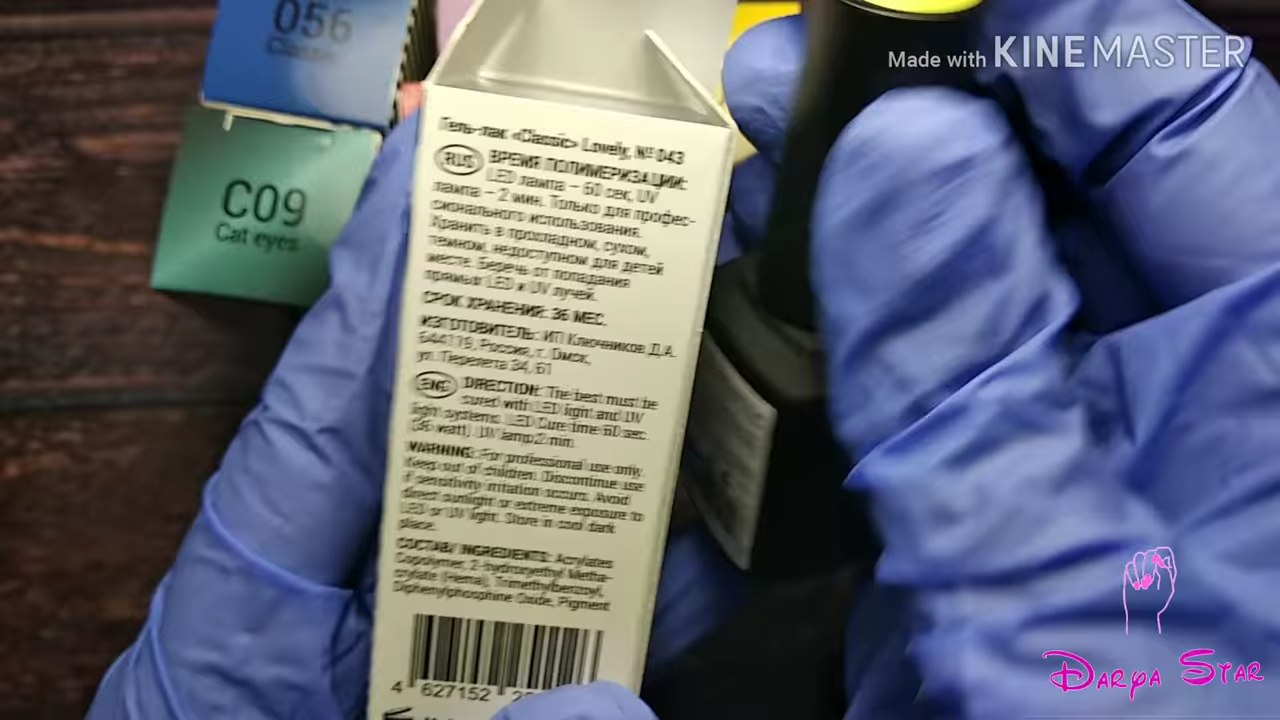 056
Classic
Made with KINEMASTER
C09
Cat eyes
Гель-лак «Classic» Lovely, № 043
RUS ВРЕМЯ ПОЛИМЕРИЗАЦИИ:
LED лампа – 60 сек, UV
лампа – 2 мин. Только для профес-
сионального использования.
Хранить в прохладном, сухом,
темном, недоступном для детей
месте. Беречь от попадания
прямых LED и UV лучей.
СРОК ХРАНЕНИЯ: 36 МЕС.
ИЗГОТОВИТЕЛЬ: ИП Ключников Д.А.
644119, Россия, г. Омск,
ул. Перелета 34, 61
ENG DIRECTION: The best must be
cured with LED light and UV
light systems. LED Cure time 60 sec.
(36 watt). UV lamp 2 min.
WARNING: For professional use only.
Keep out of children. Discontinue use
if sensitivity irritation occurs. Avoid
direct sunlight or extreme exposure to
LED or UV light. Store in cool dark
place.
СОСТАВ/ INGREDIENTS: Acrylates
Copolymer, 2-hydroxyethyl Metha-
crylate (Hema), Trimethylbenzoyl,
Diphenylphosphine Oxide, Pigment
4 627152
Darya Star